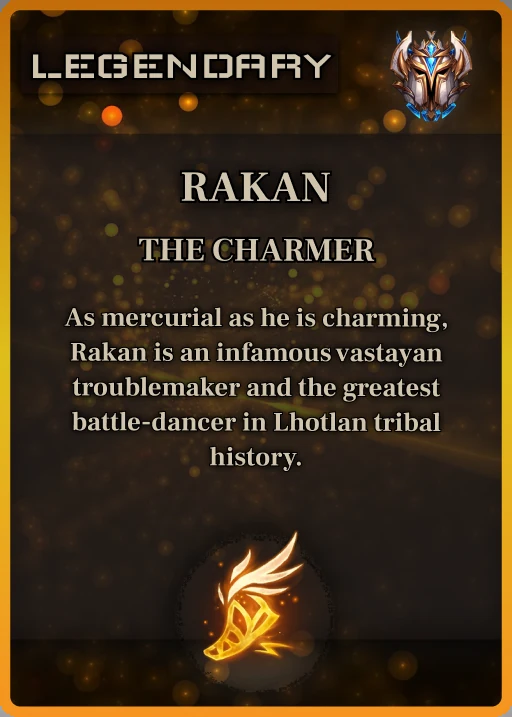 LEGENDARY
RAKAN
THE CHARMER
As mercurial as he is charming,
Rakan is an infamous vastayan
troublemaker and the greatest
battle-dancer in Lhotlan tribal
history.